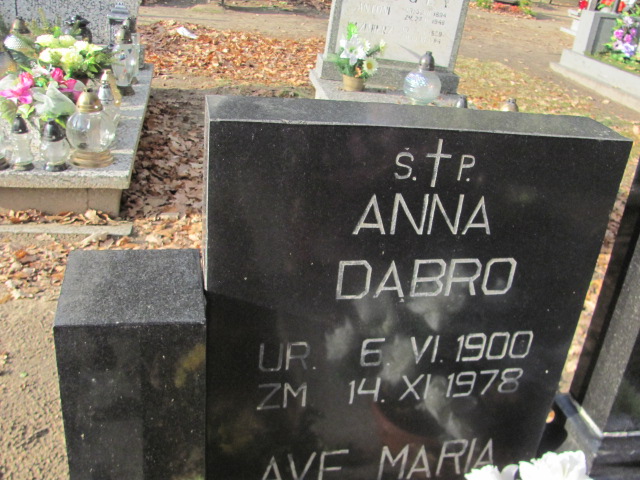 Ś. † P.
ANNA
DĄBRO
UR. 6 VI. 1900
ZM 14. XI 1978
AVE MARIA